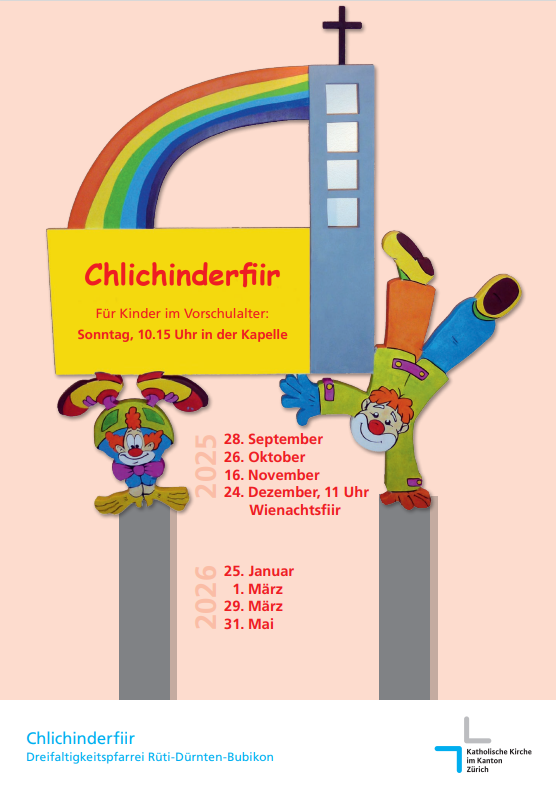 Chlichinderfiir
Für Kinder im Vorschulalter:
Sonntag, 10.15 Uhr in der Kapelle
2025
28. September
26. Oktober
16. November
24. Dezember, 11 Uhr
Wienachtsfiir
2026
25. Januar
1. März
29. März
31. Mai
Chlichinderfiir
Dreifaltigkeitspfarrei Rüti-Dürnten-Bubikon
Katholische Kirche
im Kanton
Zürich